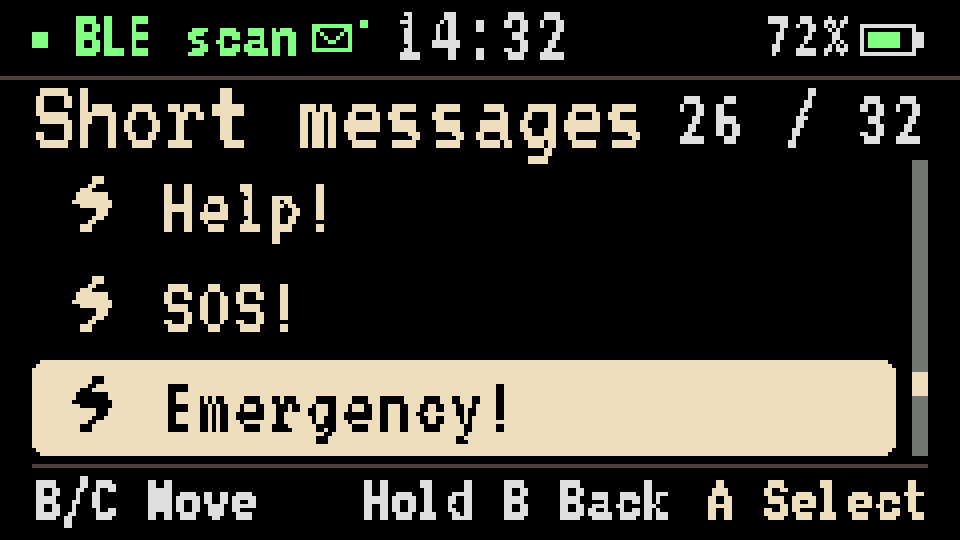 BLE scan 14:32 72%
Short messages 26 / 32
Help!
SOS!
Emergency!
B/C Move Hold B Back A Select